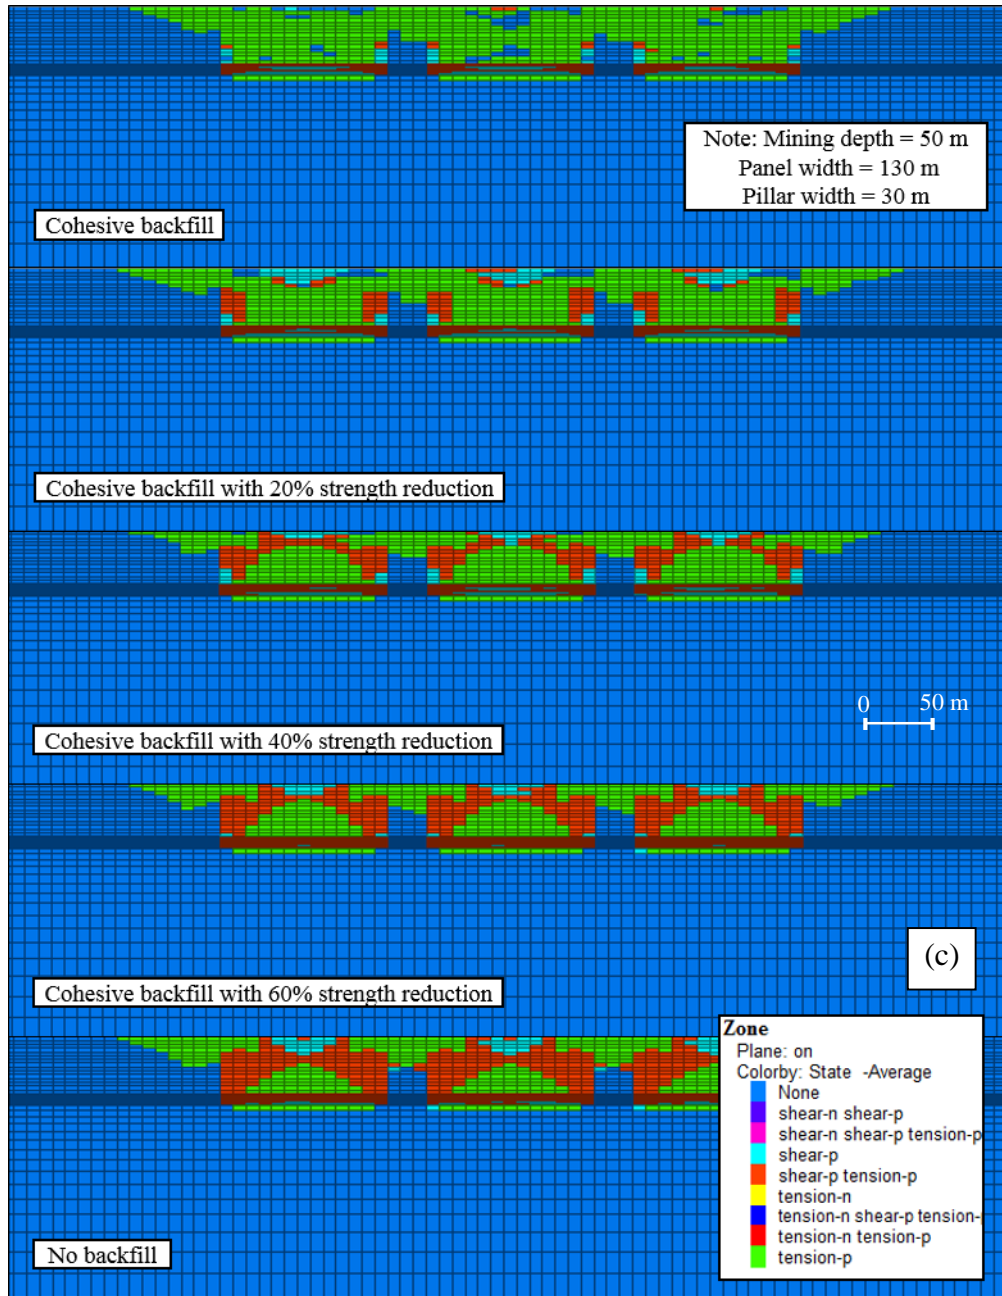 Note: Mining depth = 50 m
Panel width = 130 m
Pillar width = 30 m
Cohesive backfill
Cohesive backfill with 20% strength reduction
0 50 m
Cohesive backfill with 40% strength reduction
(c)
Cohesive backfill with 60% strength reduction
Zone
Plane: on
Colorby: State -Average
None
shear-n shear-p
shear-n shear-p tension-p
shear-p
shear-p tension-p
tension-n
tension-n shear-p tension-
tension-n tension-p
tension-p
No backfill